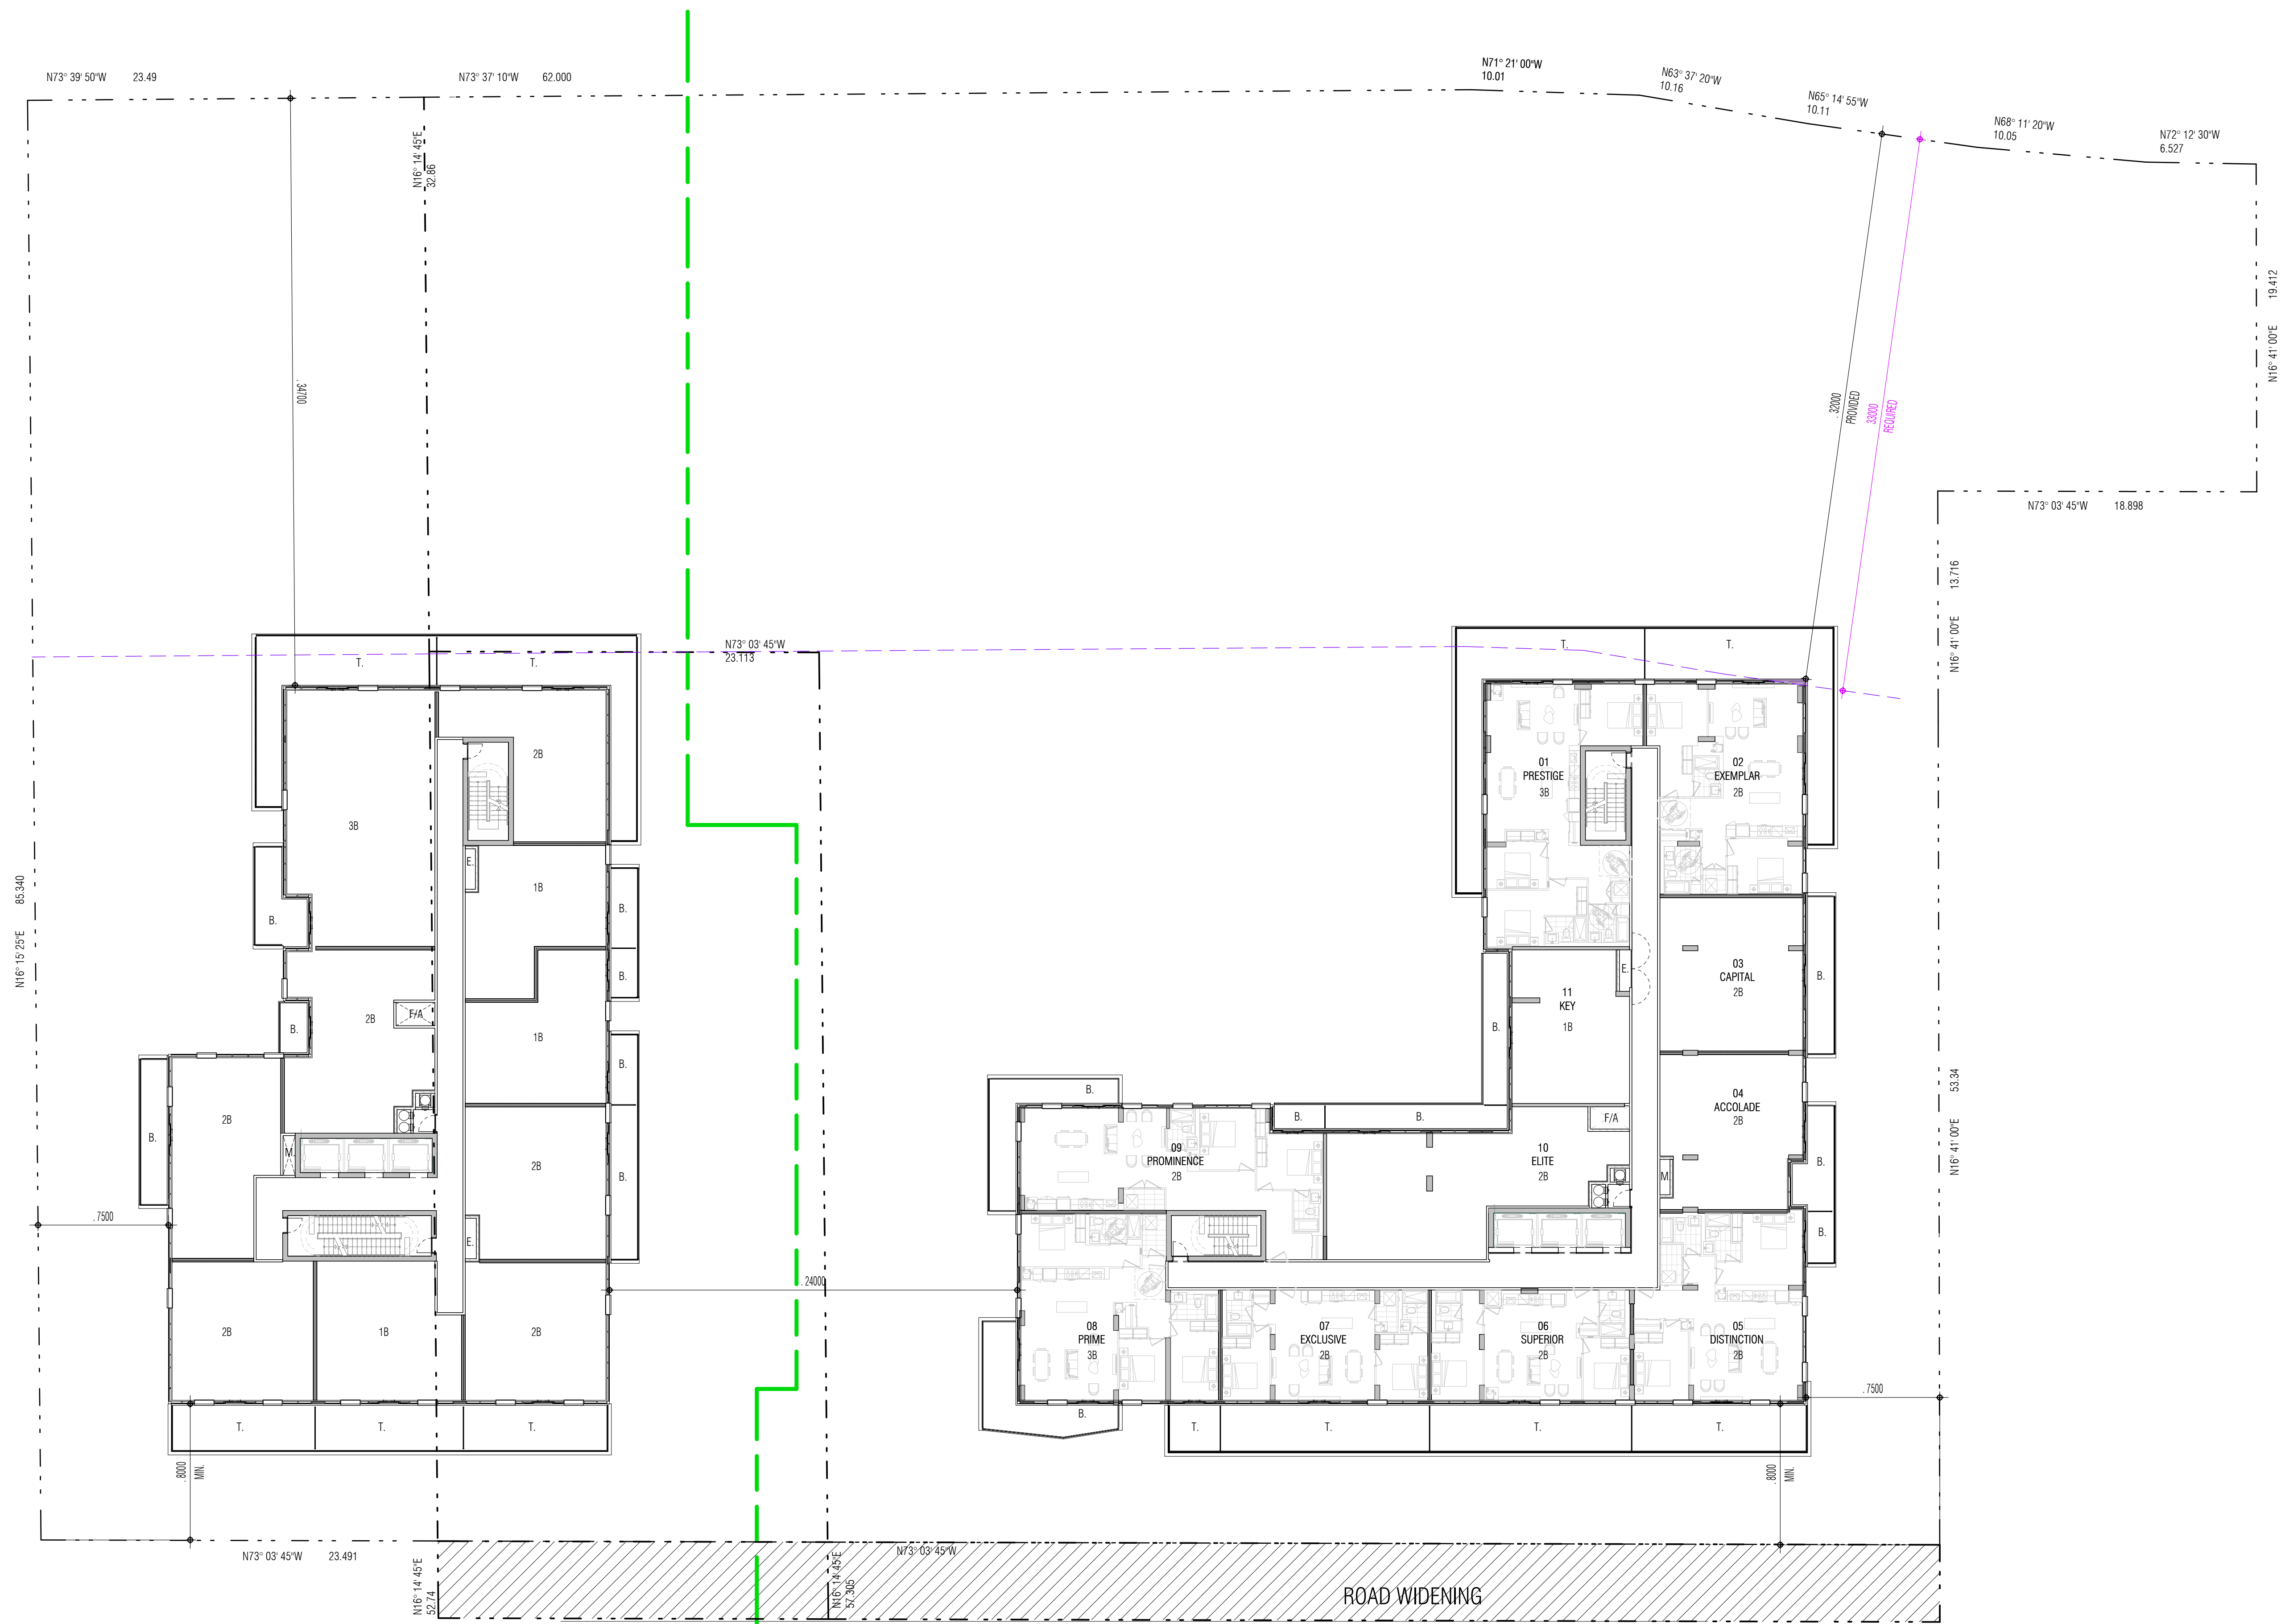 N73° 39' 50"W 23.49
N73° 37' 10"W 62.000
N71° 21' 00"W
10.01
N63° 37' 20"W
10.16
N65° 14' 55"W
10.11
N68° 11' 20"W
10.05
N72° 12' 30"W
6.527
N16° 14' 45"E
32.86
N16° 41' 00"E 19.412
. 34700
. 32000
PROVIDED
33000
REQUIRED
N73° 03' 45"W 18.898
N16° 41' 00"E 13.716
N73° 03' 45"W
23.113
T.
T.
T.
T.
2B
3B
01
PRESTIGE
3B
02
EXEMPLAR
2B
E.
1B
B.
B.
N16° 15' 25"E 85.340
B.
E.
03
CAPITAL
2B
B.
11
KEY
1B
B.
2B
F/A
B.
1B
B.
N16° 41' 00"E 53.34
B.
B.
B.
F/A
04
ACCOLADE
2B
2B
B.
M.
2B
B.
09
PROMINENCE
2B
10
ELITE
2B
M.
B.
. 7500
E.
B.
. 24000
2B
1B
2B
08
PRIME
3B
07
EXCLUSIVE
2B
06
SUPERIOR
2B
05
DISTINCTION
2B
. 7500
B.
T.
T.
T.
T.
T.
T.
T.
. 8000
MIN.
. 8000
MIN.
N73° 03' 45"W 23.491
N73° 03' 45"W
N16° 14' 45"E
52.74
N16° 14' 45"E
57.305
ROAD WIDENING